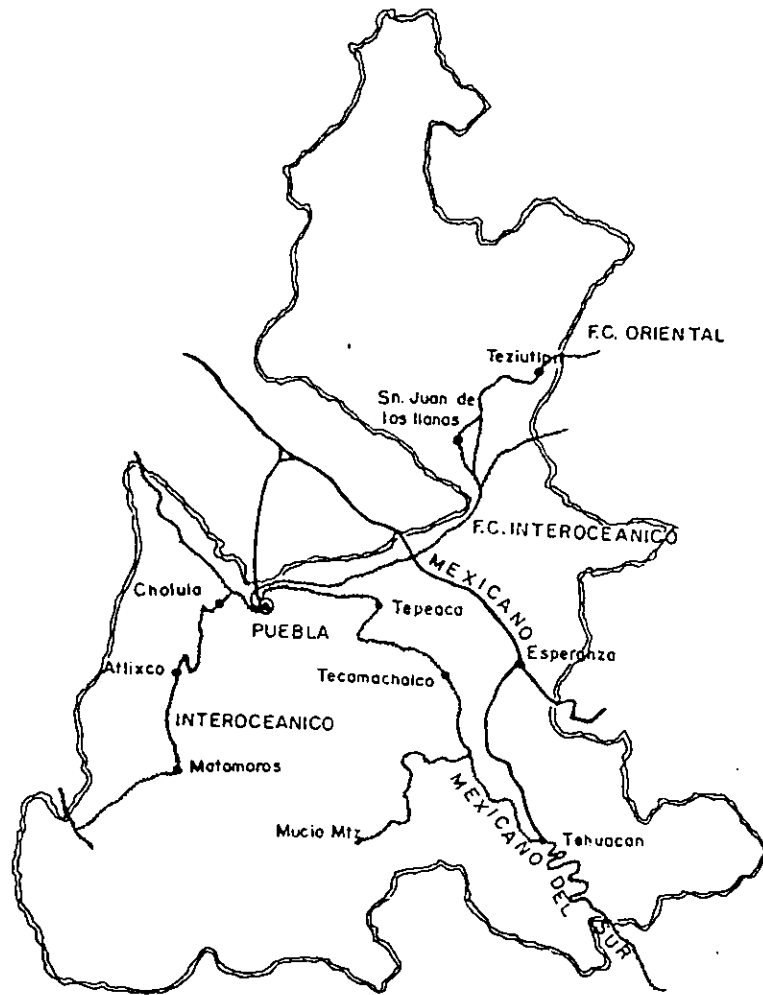 F.C. ORIENTAL
Teziutlan
Sn. Juan de
los llanos
F.C. INTEROCEANICO
MEXICANO
Cholula
Tepeaca
PUEBLA
Esperanza
Atlixco
Tecamachalco
INTEROCEANICO
Matamoros
MEXICANO DEL SUR
Mucio Mtz
Tehuacan